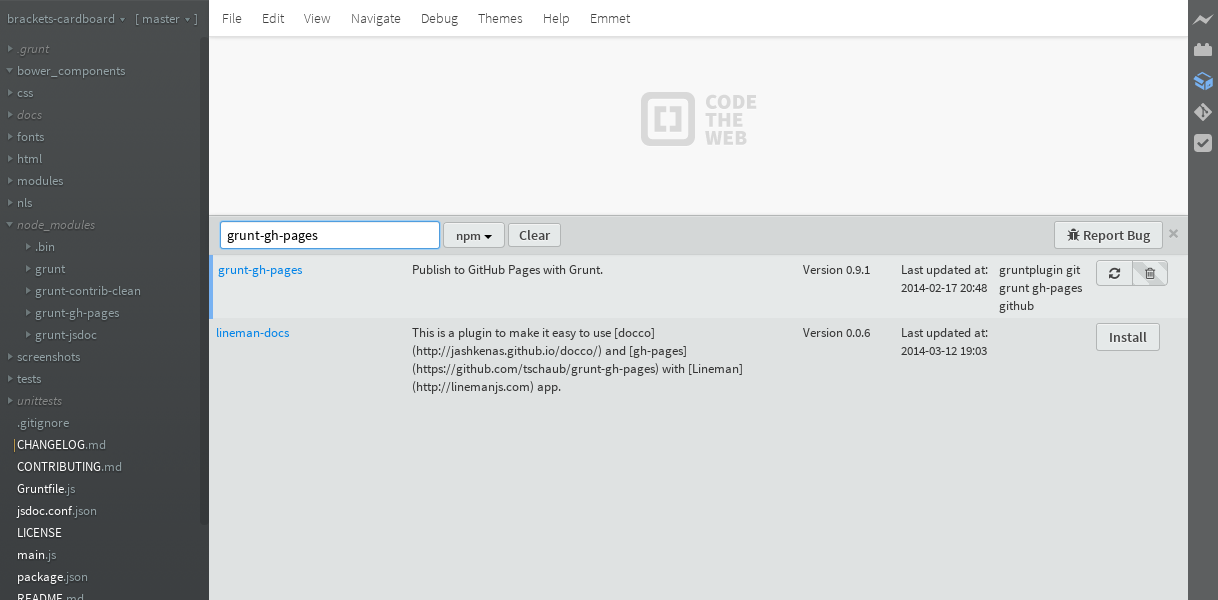 brackets-cardboard [ master ]
File Edit View Navigate Debug Themes Help Emmet
.grunt
bower_components
css
docs
fonts
html
modules
nls
node_modules
.bin
grunt
grunt-contrib-clean
grunt-gh-pages
grunt-jsdoc
screenshots
tests
unittests
.gitignore
CHANGELOG.md
CONTRIBUTING.md
Gruntfile.js
jsdoc.conf.json
LICENSE
main.js
package.json
README.md
CODE
THE
WEB
grunt-gh-pages npm Clear Report Bug
grunt-gh-pages
Publish to GitHub Pages with Grunt.
Version 0.9.1
Last updated at:
2014-02-17 20:48
gruntplugin git
grunt gh-pages
github
lineman-docs
This is a plugin to make it easy to use [docco]
(http://jashkenas.github.io/docco/) and [gh-pages]
(https://github.com/tschaub/grunt-gh-pages) with [Lineman]
(http://linemanjs.com) app.
Version 0.0.6
Last updated at:
2014-03-12 19:03
Install